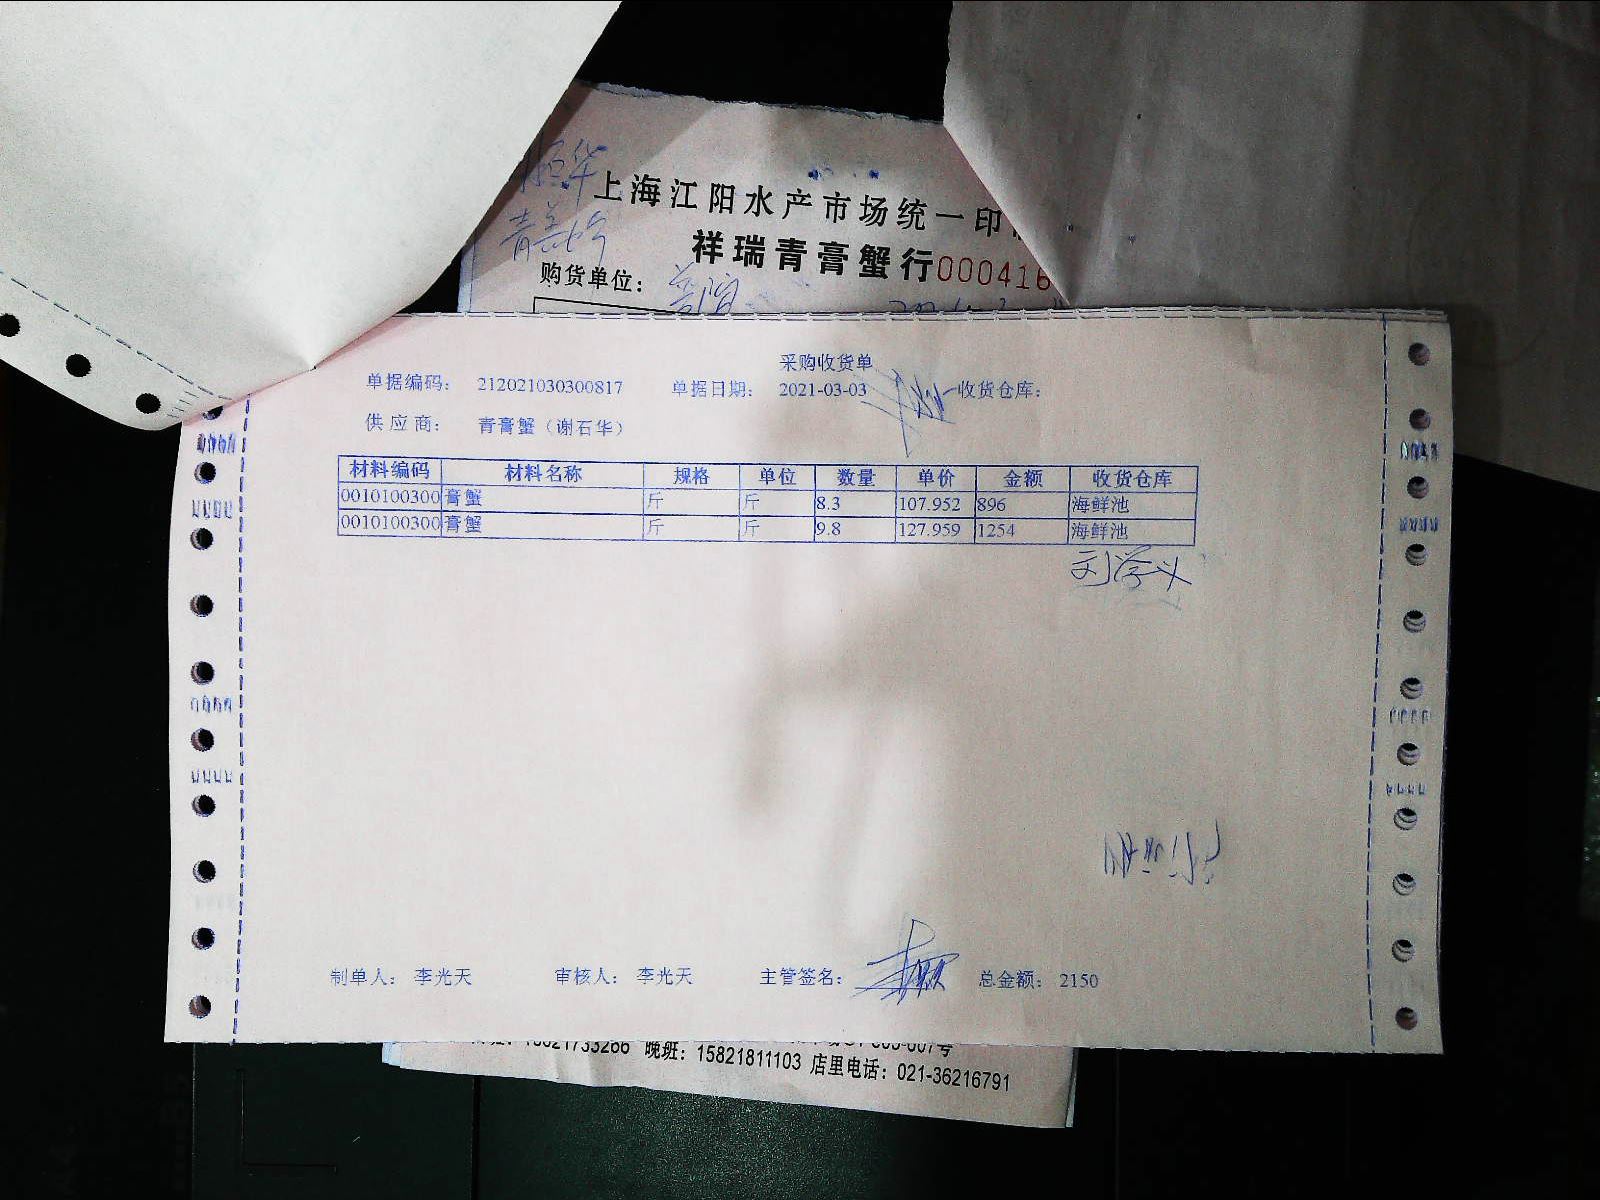 上海江阳水产市场统一印
祥瑞青膏蟹行000416
购货单位：
采购收货单
单据编码： 212021030300817 单据日期： 2021-03-03 收货仓库：
供应商： 青膏蟹（谢石华）
材料编码 材料名称 规格 单位 数量 单价 金额 收货仓库
0010100300 膏蟹 斤 斤 8.3 107.952 896 海鲜池
0010100300 膏蟹 斤 斤 9.8 127.959 1254 海鲜池
制单人： 李光天 审核人： 李光天 主管签名： 总金额： 2150
晚班：15821811103 店里电话：021-36216791